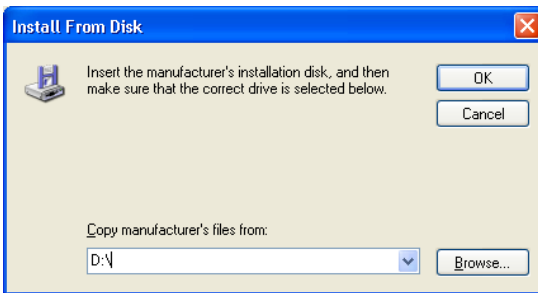 Install From Disk
Insert the manufacturer's installation disk, and then
make sure that the correct drive is selected below.
OK
Cancel
Copy manufacturer's files from:
D:\
Browse...